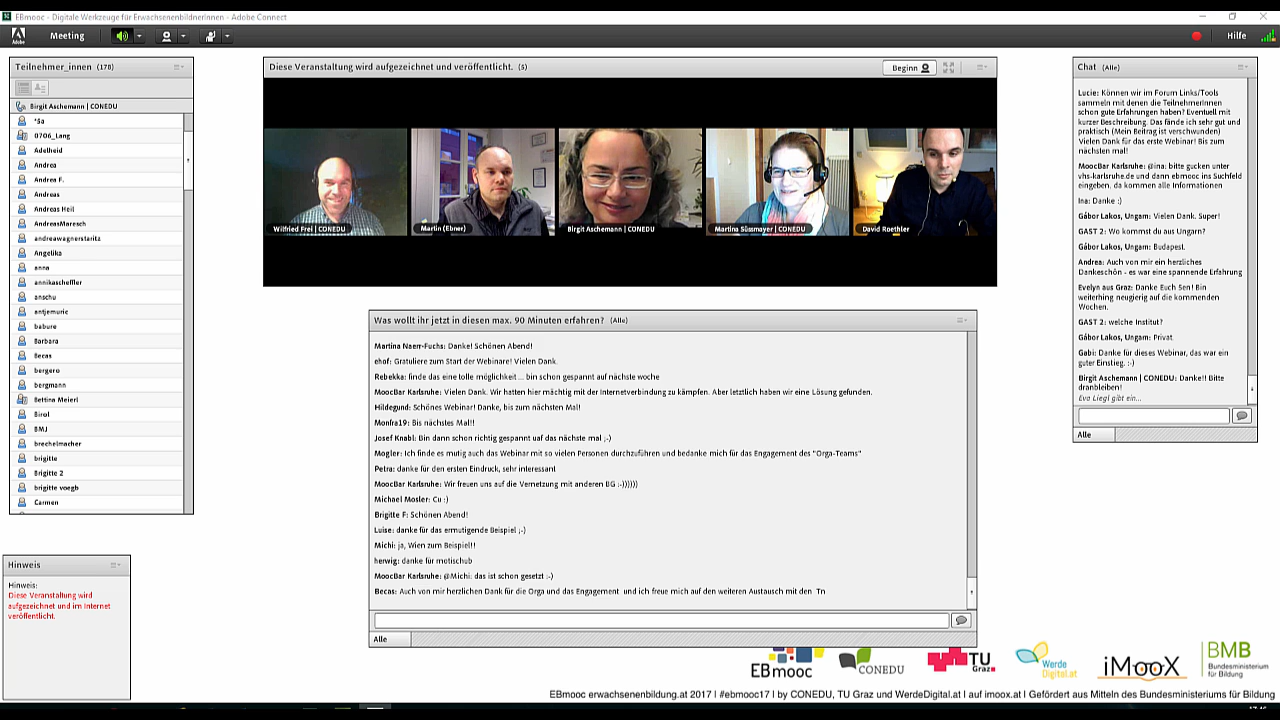 EBmooc - Digitale Werkzeuge für ErwachsenenbildnerInnen - Adobe Connect
Adobe
Meeting
Hilfe
Teilnehmer_innen (178)
Birgit Aschemann | CONEDU
*Sa
0706_Lang
Adelheid
Andrea
Andrea F.
Andreas
Andreas Heil
AndreasMaresch
andreawagnerstaritz
Angelika
anna
annikascheffler
anschu
antjemuric
babure
Barbara
Becas
bergero
bergmann
Bettina Meierl
Birol
BMJ
brechelmacher
brigitte
Brigitte 2
brigitte voegb
Carmen
Hinweis
Hinweis:
Diese Veranstaltung wird
aufgezeichnet und im Internet
veröffentlicht.
Diese Veranstaltung wird aufgezeichnet und veröffentlicht. (5)
Beginn
Wilfried Frei | CONEDU
Martin (Ebner)
Birgit Aschemann | CONEDU
Martina Süssmayer | CONEDU
David Roethler
Was wollt ihr jetzt in diesen max. 90 Minuten erfahren? (Alle)
Martina Naerr-Fuchs: Danke! Schönen Abend!
ehof: Gratuliere zum Start der Webinare! Vielen Dank.
Rebekka: finde das eine tolle möglichkeit ... bin schon gespannt auf nächste woche
MoocBar Karlsruhe: Vielen Dank. Wir hatten hier mächtig mit der Internetverbindung zu kämpfen. Aber letztlich haben wir eine Lösung gefunden.
Hildegund: Schönes Webinar! Danke, bis zum nächsten Mal!
Monfra19: Bis nächstes Mal!!
Josef Knabl: Bin dann schon richtig gespannt uaf das nächste mal ;-)
Mogler: Ich finde es mutig auch das Webinar mit so vielen Personen durchzuführen und bedanke mich für das Engagement des "Orga-Teams"
Petra: danke für den ersten Eindruck, sehr interessant
MoocBar Karlsruhe: Wir freuen uns auf die Vernetzung mit anderen BG :-))))))
Michael Mosler: Cu :)
Brigitte F: Schönen Abend!
Luise: danke für das ermutigende Beispiel ;-)
Michi: ja, Wien zum Beispiel!!
herwig: danke für motischub
MoocBar Karlsruhe: @Michi: das ist schon gesetzt :-)
Becas: Auch von mir herzlichen Dank für die Orga und das Engagement und ich freue mich auf den weiteren Austausch mit den Tn
Alle
Chat (Alle)
Lucie: Können wir im Forum Links/Tools
sammeln mit denen die TeilnehmerInnen
schon gute Erfahrungen haben? Eventuell mit
kurzer Beschreibung. Das fände ich sehr gut und
praktisch (Mein Beitrag ist verschwunden)
Vielen Dank für das erste Webinar! Bis zum
nächsten mal!
MoocBar Karlsruhe: @ina: bitte gucken unter
vhs-karlsruhe.de und dann ebmooc ins Suchfeld
eingeben. da kommen alle Informationen
Ina: Danke :)
Gábor Lakos, Ungarn: Vielen Dank. Super!
GAST 2: Wo kommst du aus Ungarn?
Gábor Lakos, Ungarn: Budapest.
Andrea: Auch von mir ein herzliches
Dankeschön - es war eine spannende Erfahrung
Evelyn aus Graz: Danke Euch Sen! Bin
weiterhing neugierig auf die kommenden
Wochen.
GAST 2: welche Institut?
Gábor Lakos, Ungarn: Privat.
Gabi: Danke für dieses Webinar, das war ein
guter Einstieg. :-)
Birgit Aschemann | CONEDU: Danke!! Bitte
dranbleiben!
Eva Liegl gibt ein...
Alle
EBmooc
CONEDU
TU
Graz
Werde
Digital.at
iMooX
BMB
Bundesministerium
für Bildung
EBmooc erwachsenenbildung.at 2017 I #ebmooc17 I by CONEDU, TU Graz und WerdeDigital.at I auf imoox.at I Gefördert aus Mitteln des Bundesministeriums für Bildung